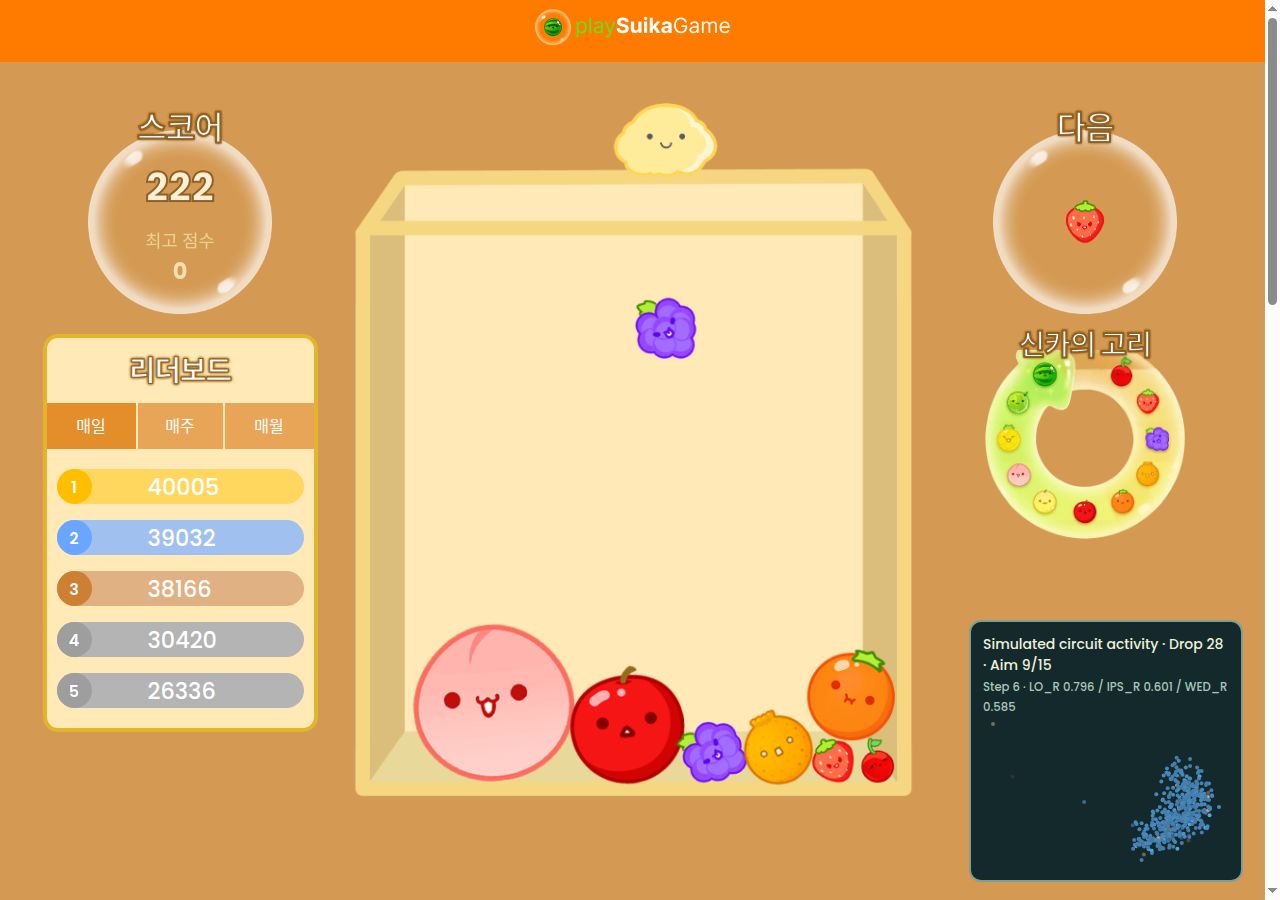 playSuikaGame
스코어
222
최고 점수
0
리더보드
매일
매주
매월
1 40005
2 39032
3 38166
4 30420
5 26336
다음
신카의 고리
Simulated circuit activity · Drop 28
· Aim 9/15
Step 6 · LO_R 0.796 / IPS_R 0.601 / WED_R
0.585